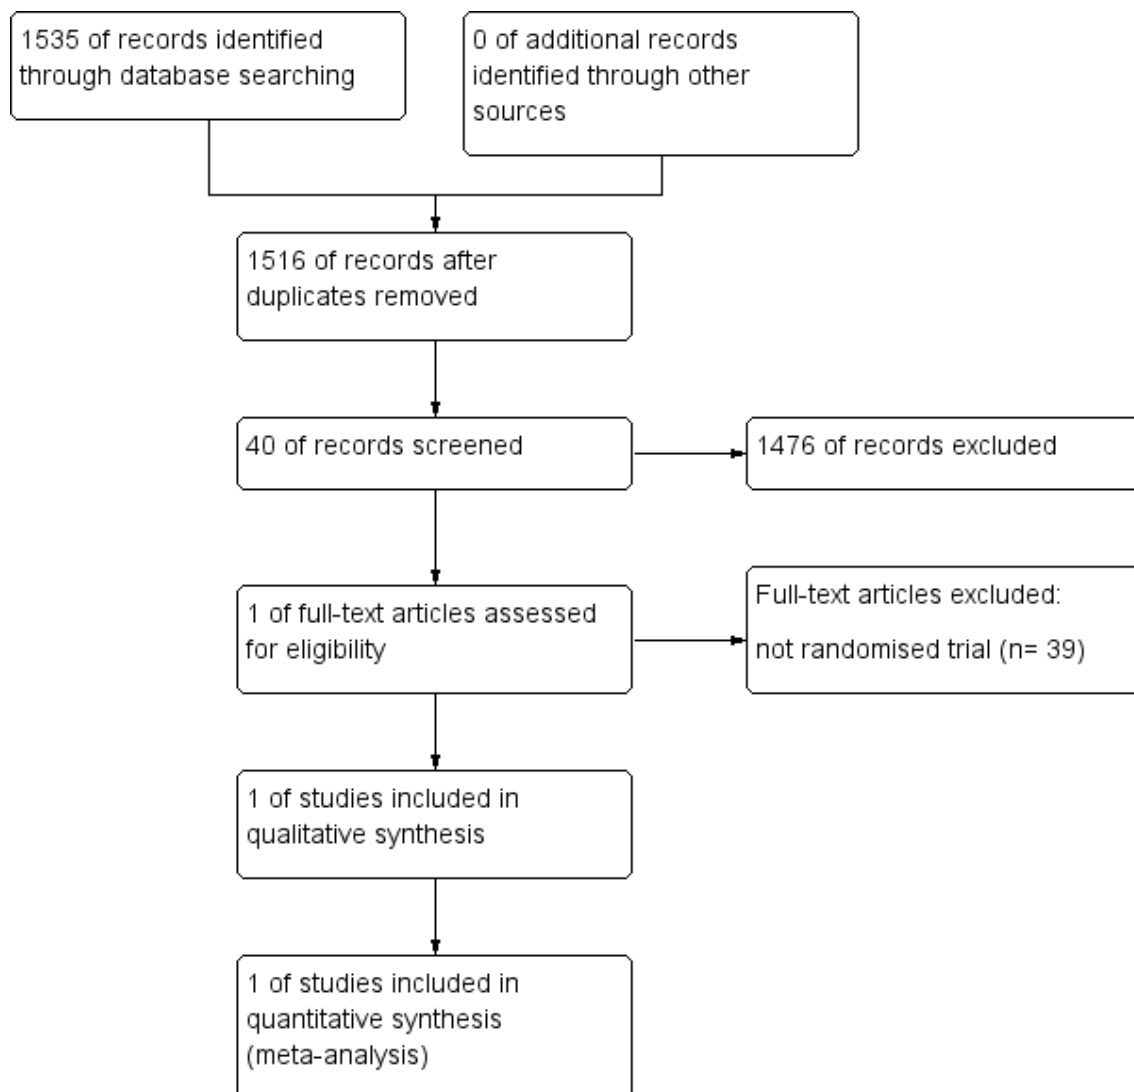 1535 of records identified
through database searching
0 of additional records
identified through other
sources
1516 of records after
duplicates removed
40 of records screened
1476 of records excluded
1 of full-text articles assessed
for eligibility
Full-text articles excluded:
not randomised trial (n= 39)
1 of studies included in
qualitative synthesis
1 of studies included in
quantitative synthesis
(meta-analysis)